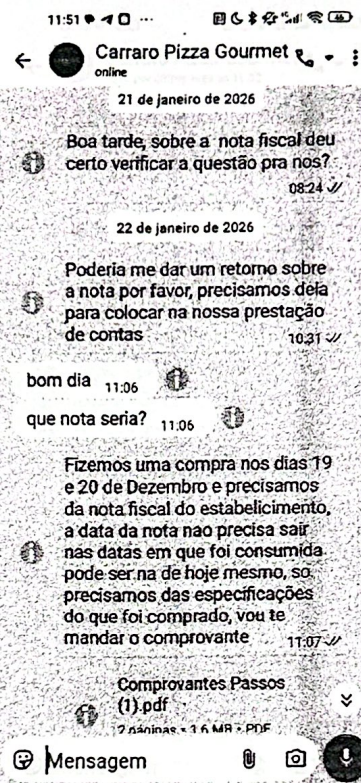 11:51
Carraro Pizza Gourmet
online
21 de janeiro de 2026
Boa tarde, sobre a nota fiscal deu
certo verificar a questão pra nos?
08:24
22 de janeiro de 2026
Poderia me dar um retorno sobre
a nota por favor, precisamos dela
para colocar na nossa prestação
de contas
10:31
bom dia 11:06
que nota seria? 11:06
Fizemos uma compra nos dias 19
e 20 de Dezembro e precisamos
da nota fiscal do estabelicimento,
a data da nota nao precisa sair
nas datas em que foi consumida
pode ser na de hoje mesmo, so
precisamos das especificações
do que foi comprado, vou te
mandar o comprovante 11:07
Comprovantes Passos
(1).pdf
2 páginas • 1,6 MB • PDF
Mensagem